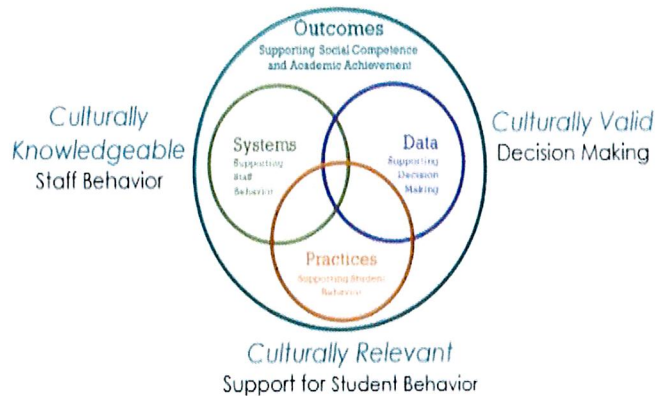 Outcomes
Supporting Social Competence
and Academic Achievement
Culturally
Knowledgeable
Staff Behavior
Systems
Supporting
Staff
Behavior
Data
Supporting
Decision
Making
Culturally Valid
Decision Making
Practices
Supporting Student
Behavior
Culturally Relevant
Support for Student Behavior